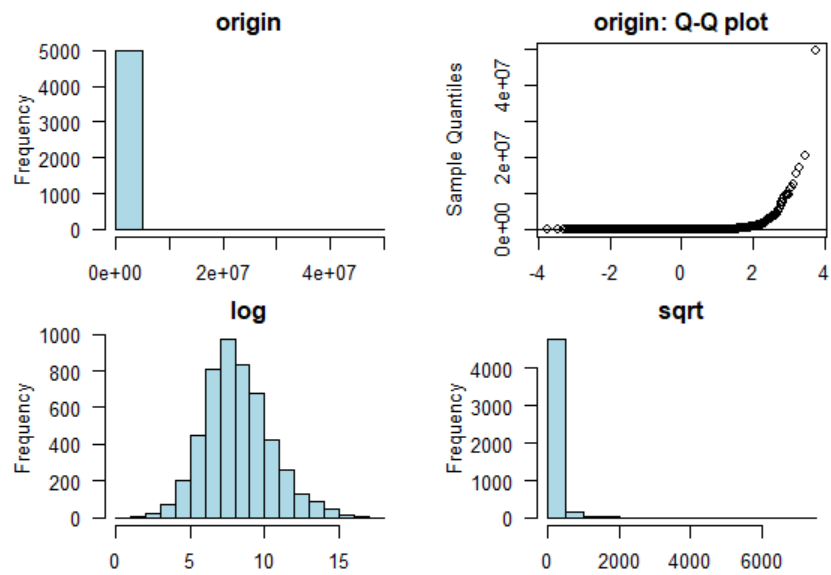 origin
Frequency
5000
4000
3000
2000
1000
0
0e+00 2e+07 4e+07
origin: Q-Q plot
Sample Quantiles
4e+07
2e+07
0e+00
-4 -2 0 2 4
log
Frequency
1000
800
600
400
200
0
0 5 10 15
sqrt
Frequency
4000
3000
2000
1000
0
0 2000 4000 6000